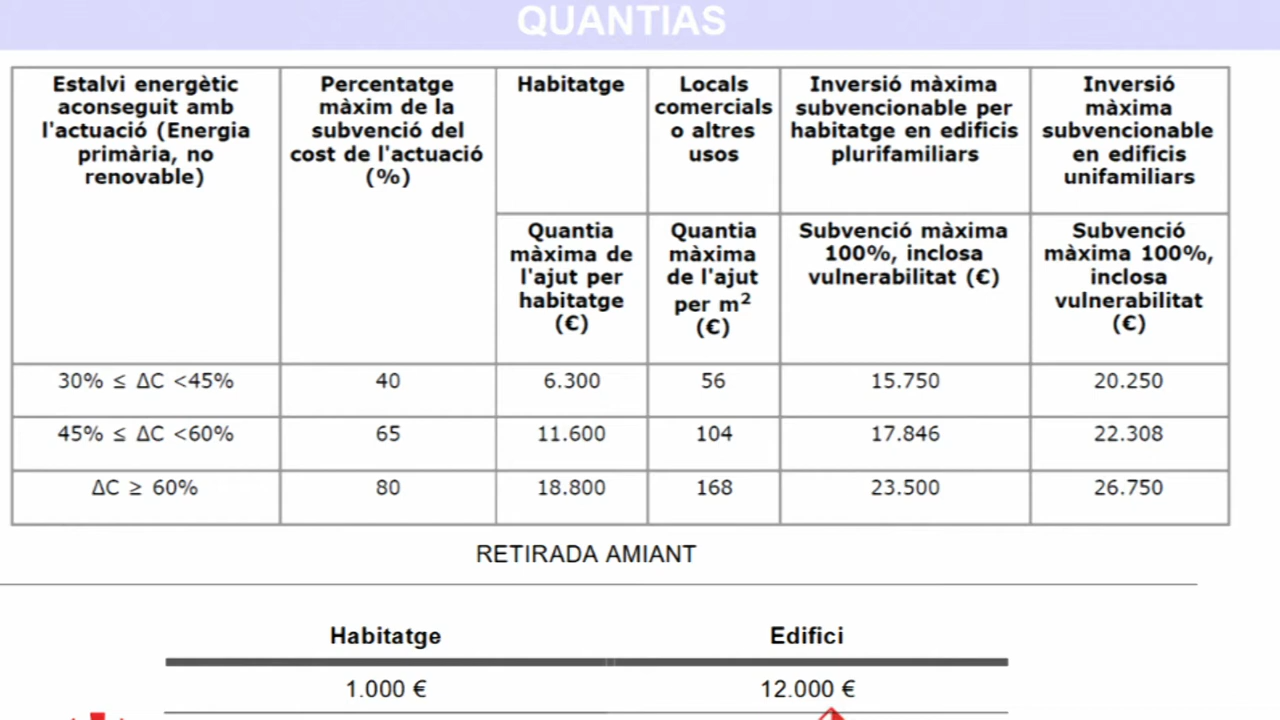 QUANTIAS
Estalvi energètic
aconseguit amb
l'actuació (Energia
primària, no
renovable)
Percentatge
màxim de la
subvenció del
cost de l'actuació
(%)
Habitatge
Locals
comercials
o altres
usos
Inversió màxima
subvencionable per
habitatge en edificis
plurifamiliars
Inversió
màxima
subvencionable
en edificis
unifamiliars
Quantia
màxima de
l'ajut per
habitatge
(€)
Quantia
màxima
de l'ajut
per m²
(€)
Subvenció màxima
100%, inclosa
vulnerabilitat (€)
Subvenció
màxima 100%,
inclosa
vulnerabilitat
(€)
30% ≤ ΔC <45% 40 6.300 56 15.750 20.250
45% ≤ ΔC <60% 65 11.600 104 17.846 22.308
ΔC ≥ 60% 80 18.800 168 23.500 26.750
RETIRADA AMIANT
Habitatge Edifici
1.000 € 12.000 €